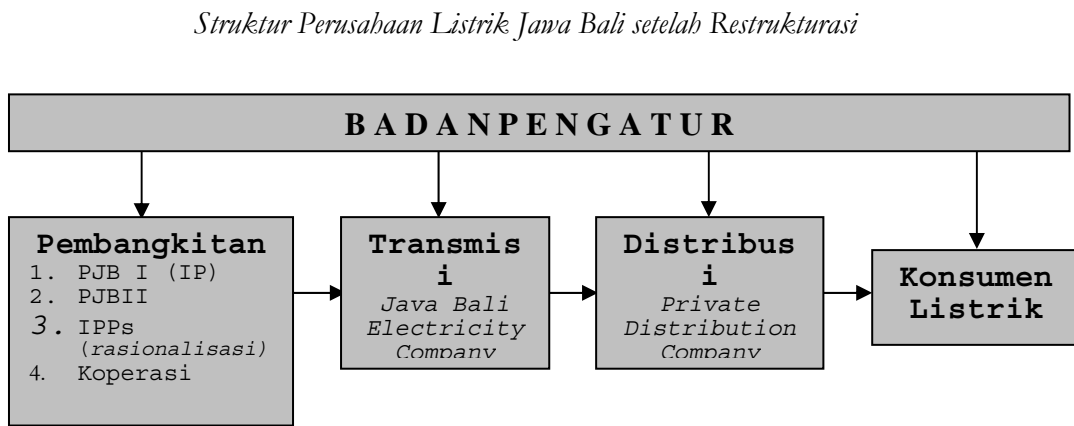 Struktur Perusahaan Listrik Jawa Bali setelah Restrukturasi
B A D A N P E N G A T U R
Pembangkitan
1. PJB I (IP)
2. PJBII
3. IPPs
(rasionalisasi)
4. Koperasi
Transmis
i
Java Bali
Electricity
Company
Distribus
i
Private
Distribution
Company
Konsumen
Listrik